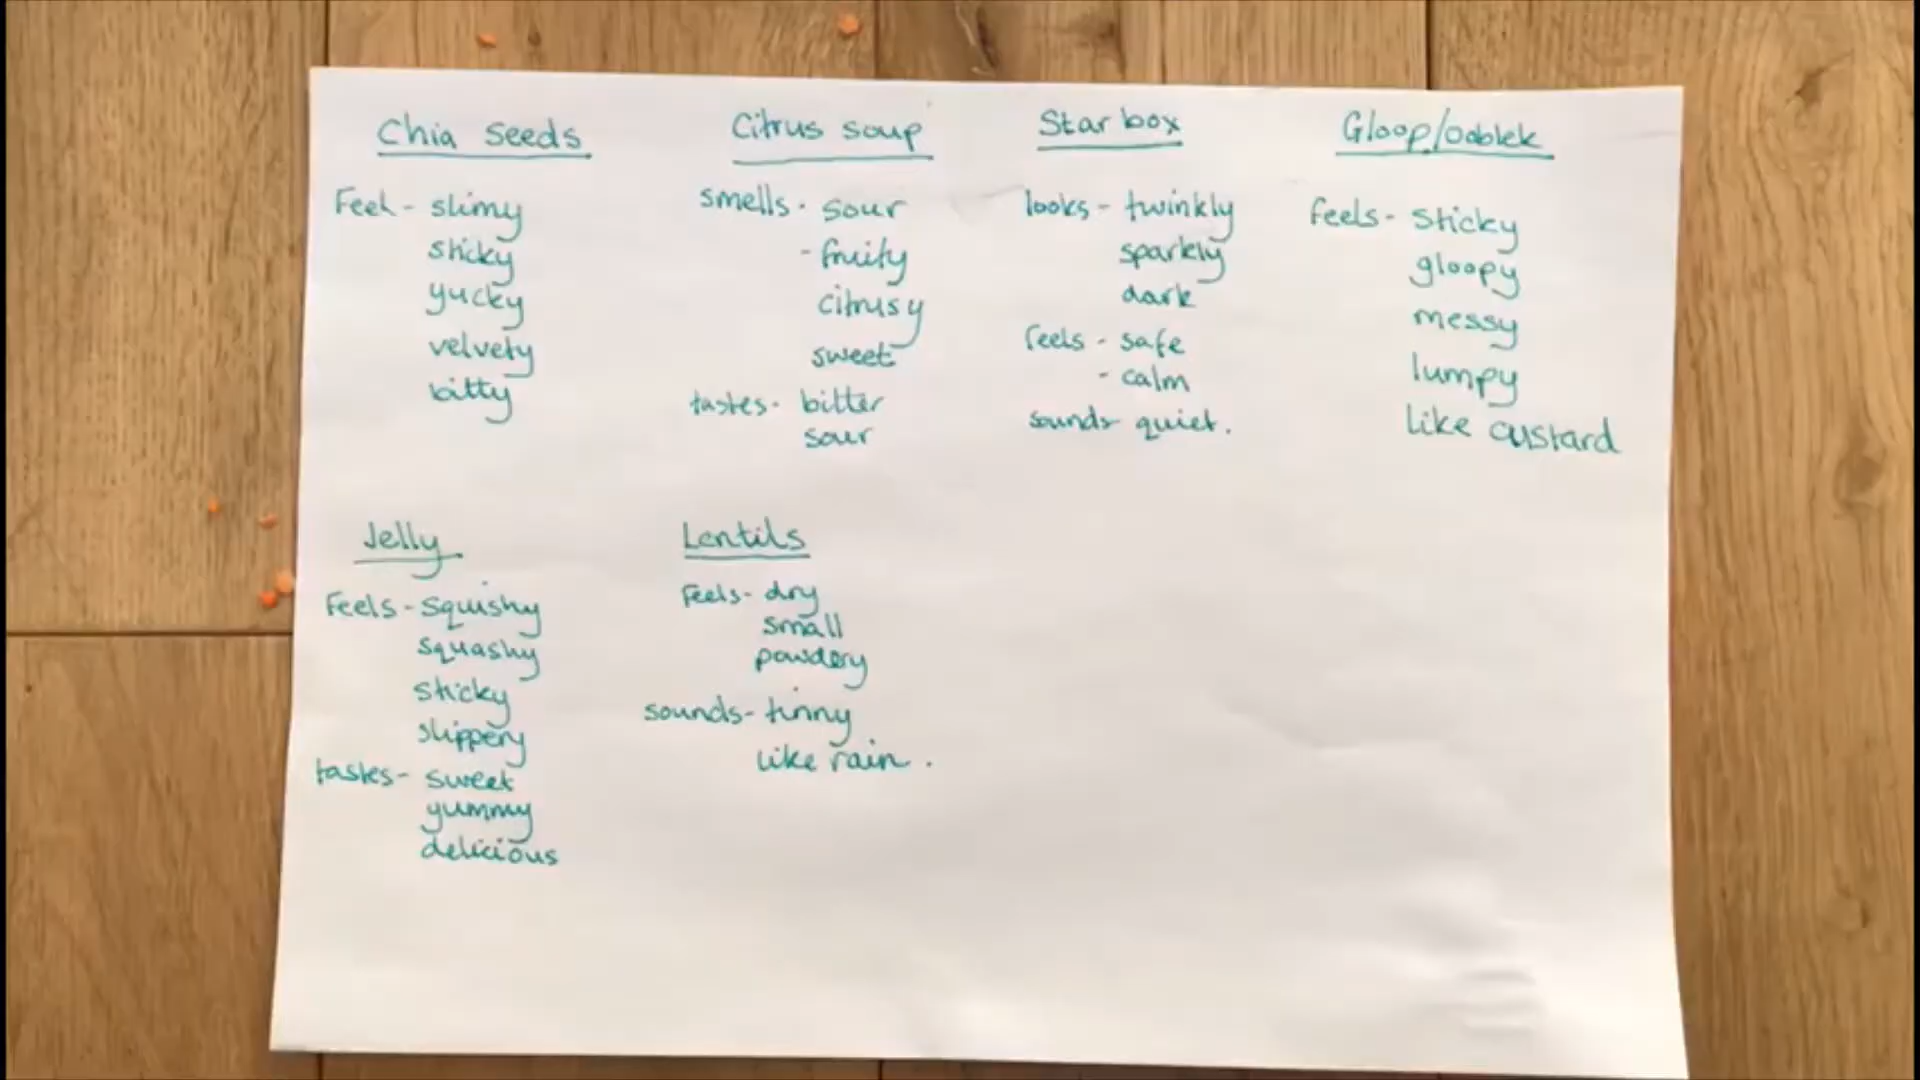 Chia Seeds
Feel - slimy
sticky
yucky
velvety
bitty
Citrus soup
smells - sour
- fruity
citrusy
sweet
tastes - bitter
sour
Star box
looks - twinkly
sparkly
dark
feels - safe
- calm
sounds - quiet.
Gloop/Ooblek
feels - sticky
gloopy
messy
lumpy
like custard
Jelly
Feels - squishy
squashy
sticky
slippery
tastes - sweet
yummy
delicious
Lentils
Feels - dry
small
powdery
sounds - tinny
like rain.